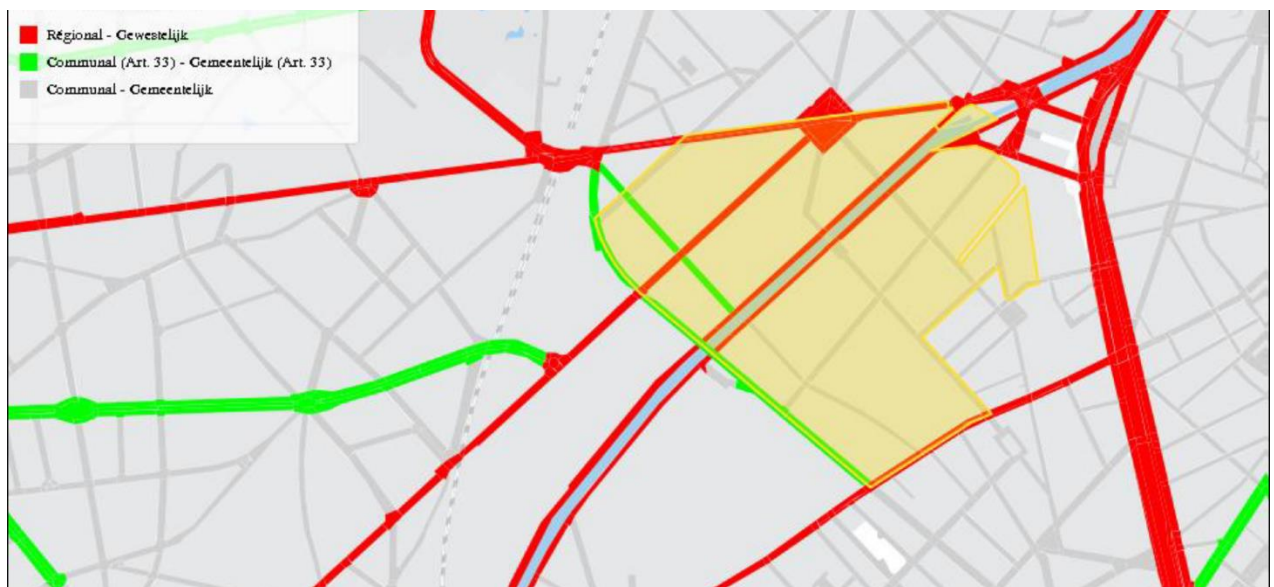 Régional - Gewestelijk
Communal (Art. 33) - Gemeentelijk (Art. 33)
Communal - Gemeentelijk